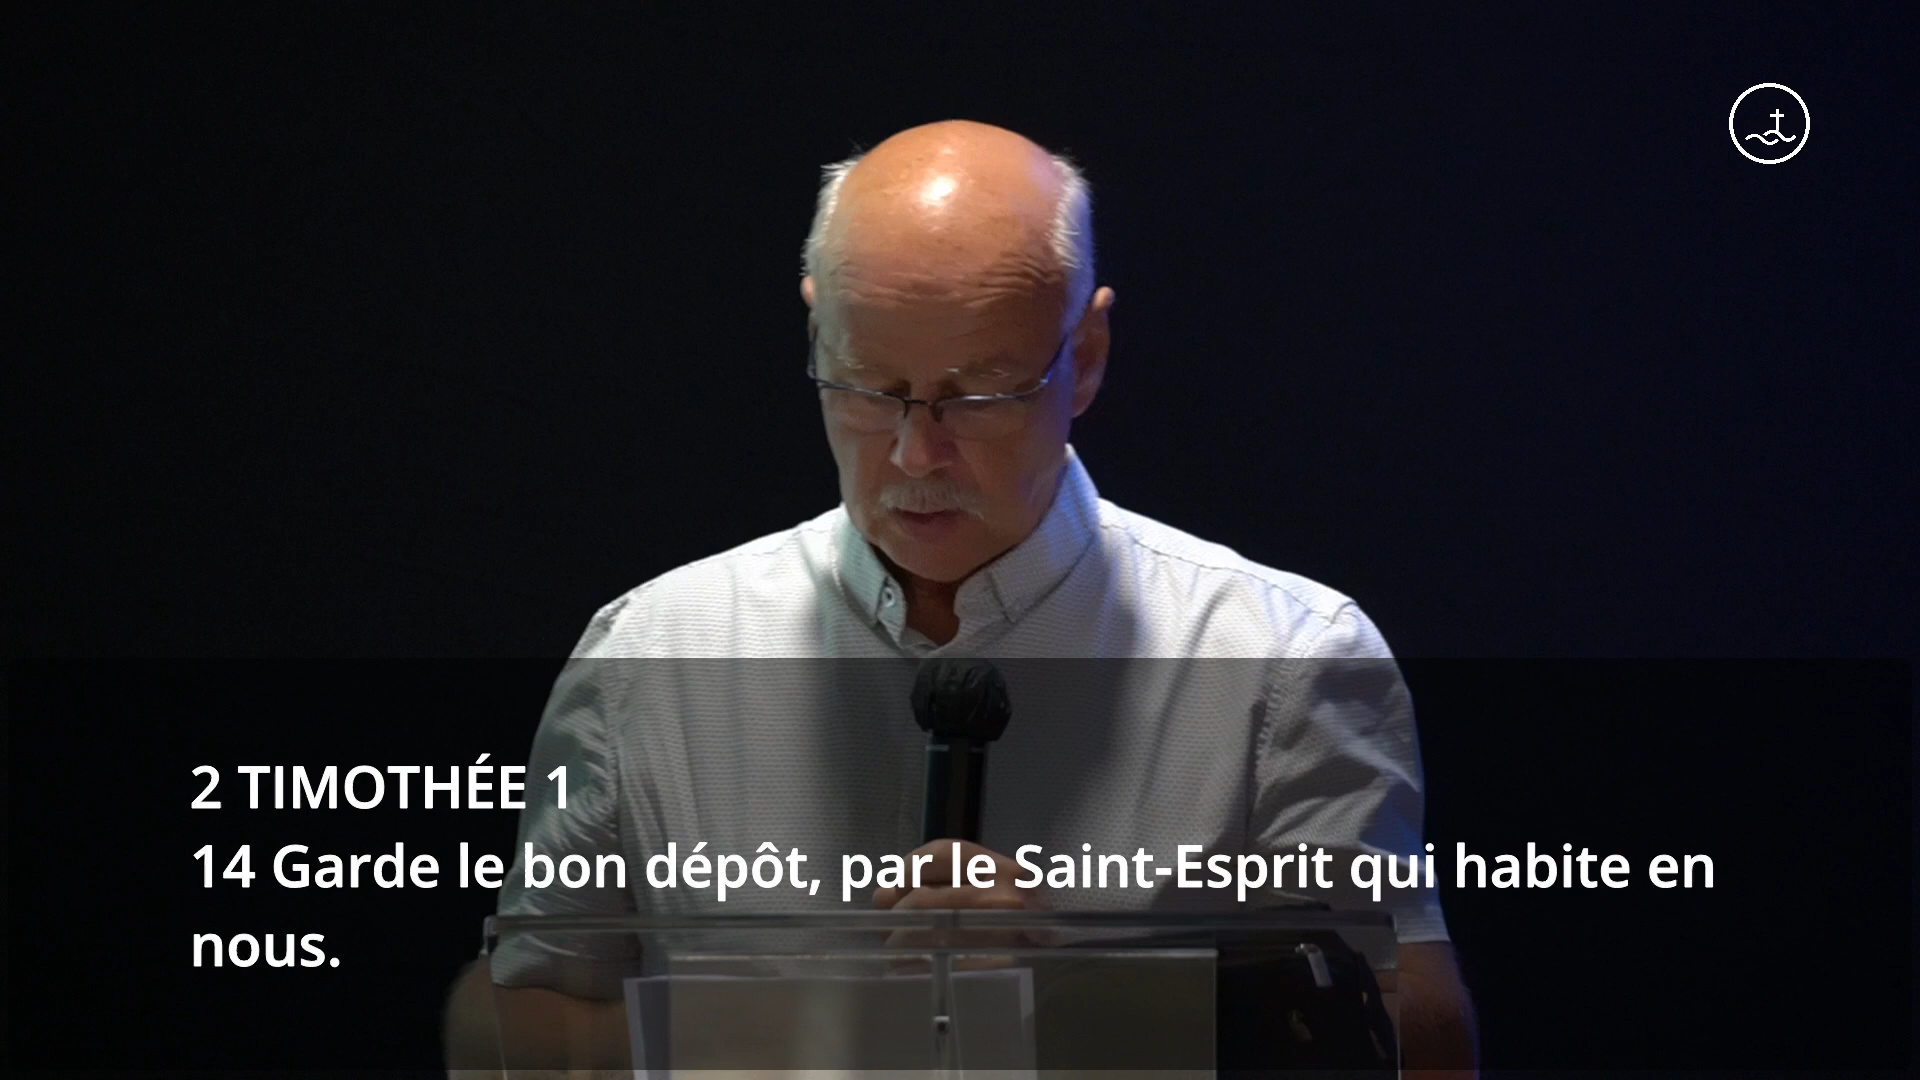 2 TIMOTHÉE 1
14 Garde le bon dépôt, par le Saint-Esprit qui habite en
nous.